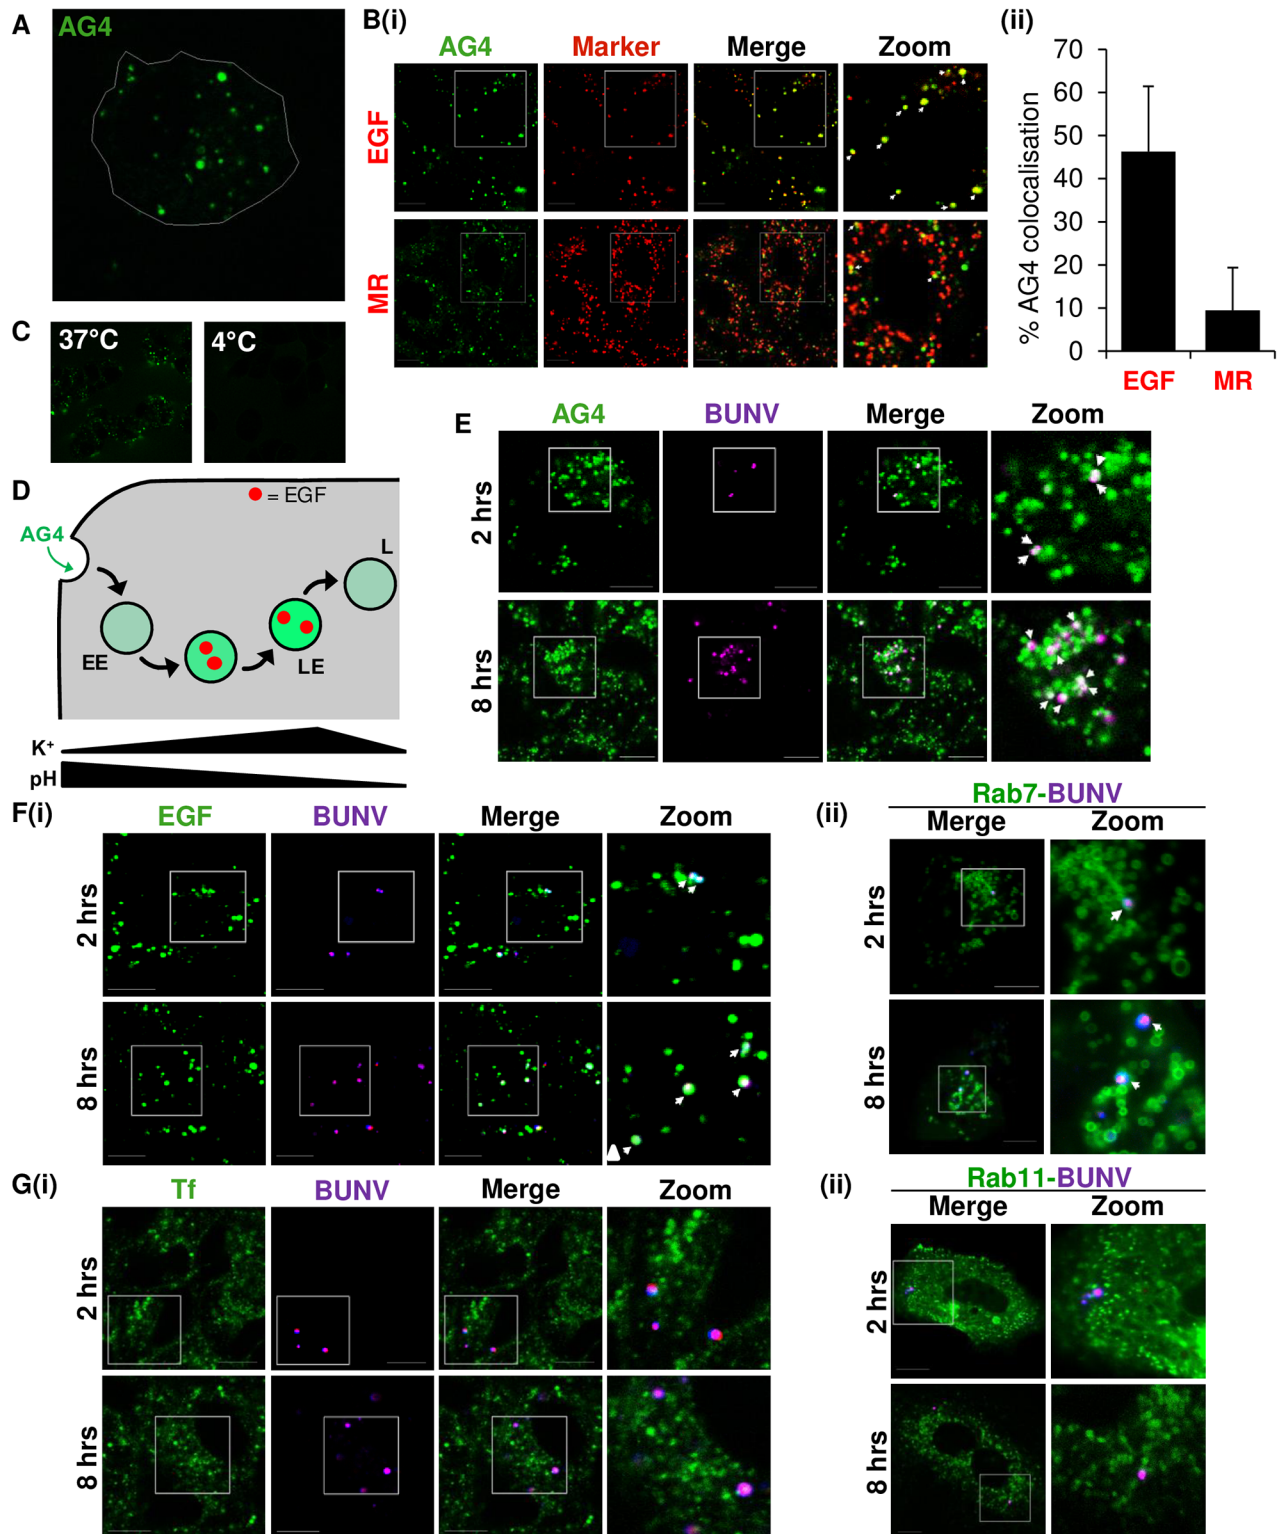 A
AG4
B(i)
AG4
Marker
Merge
Zoom
EGF
MR
(ii)
70
60
50
40
30
20
10
0
% AG4 colocalisation
EGF
MR
C
37°C
4°C
D
= EGF
AG4
EE
LE
L
K+
pH
E
AG4
BUNV
Merge
Zoom
2 hrs
8 hrs
F(i)
EGF
BUNV
Merge
Zoom
2 hrs
8 hrs
(ii)
Rab7-BUNV
Merge
Zoom
2 hrs
8 hrs
G(i)
Tf
BUNV
Merge
Zoom
2 hrs
8 hrs
(ii)
Rab11-BUNV
Merge
Zoom
2 hrs
8 hrs